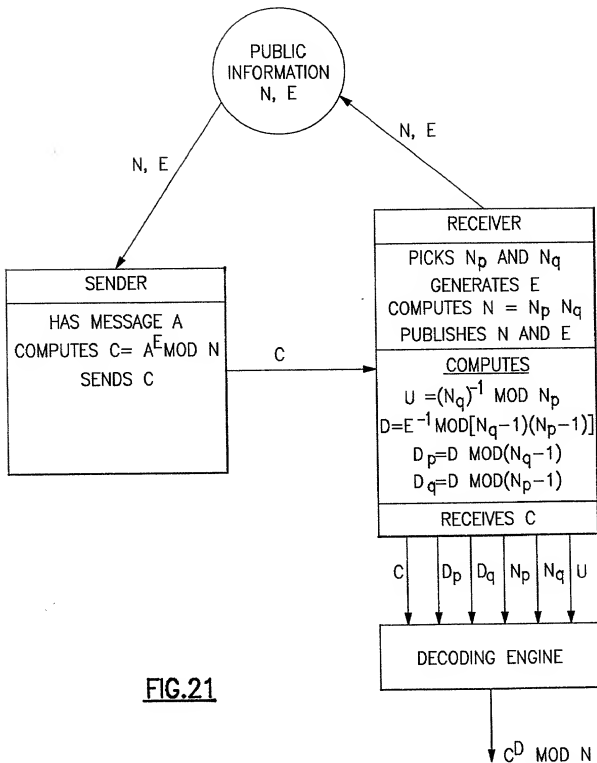 PUBLIC
INFORMATION
N, E
N, E
N, E
SENDER
HAS MESSAGE A
COMPUTES C= A^E MOD N
SENDS C
C
RECEIVER
PICKS Np AND Nq
GENERATES E
COMPUTES N = Np Nq
PUBLISHES N AND E
COMPUTES
U =(Nq)^-1 MOD Np
D=E^-1 MOD[Nq-1)(Np-1)]
Dp=D MOD(Nq-1)
Dq=D MOD(Np-1)
RECEIVES C
C Dp Dq Np Nq U
DECODING ENGINE
C^D MOD N
FIG.21